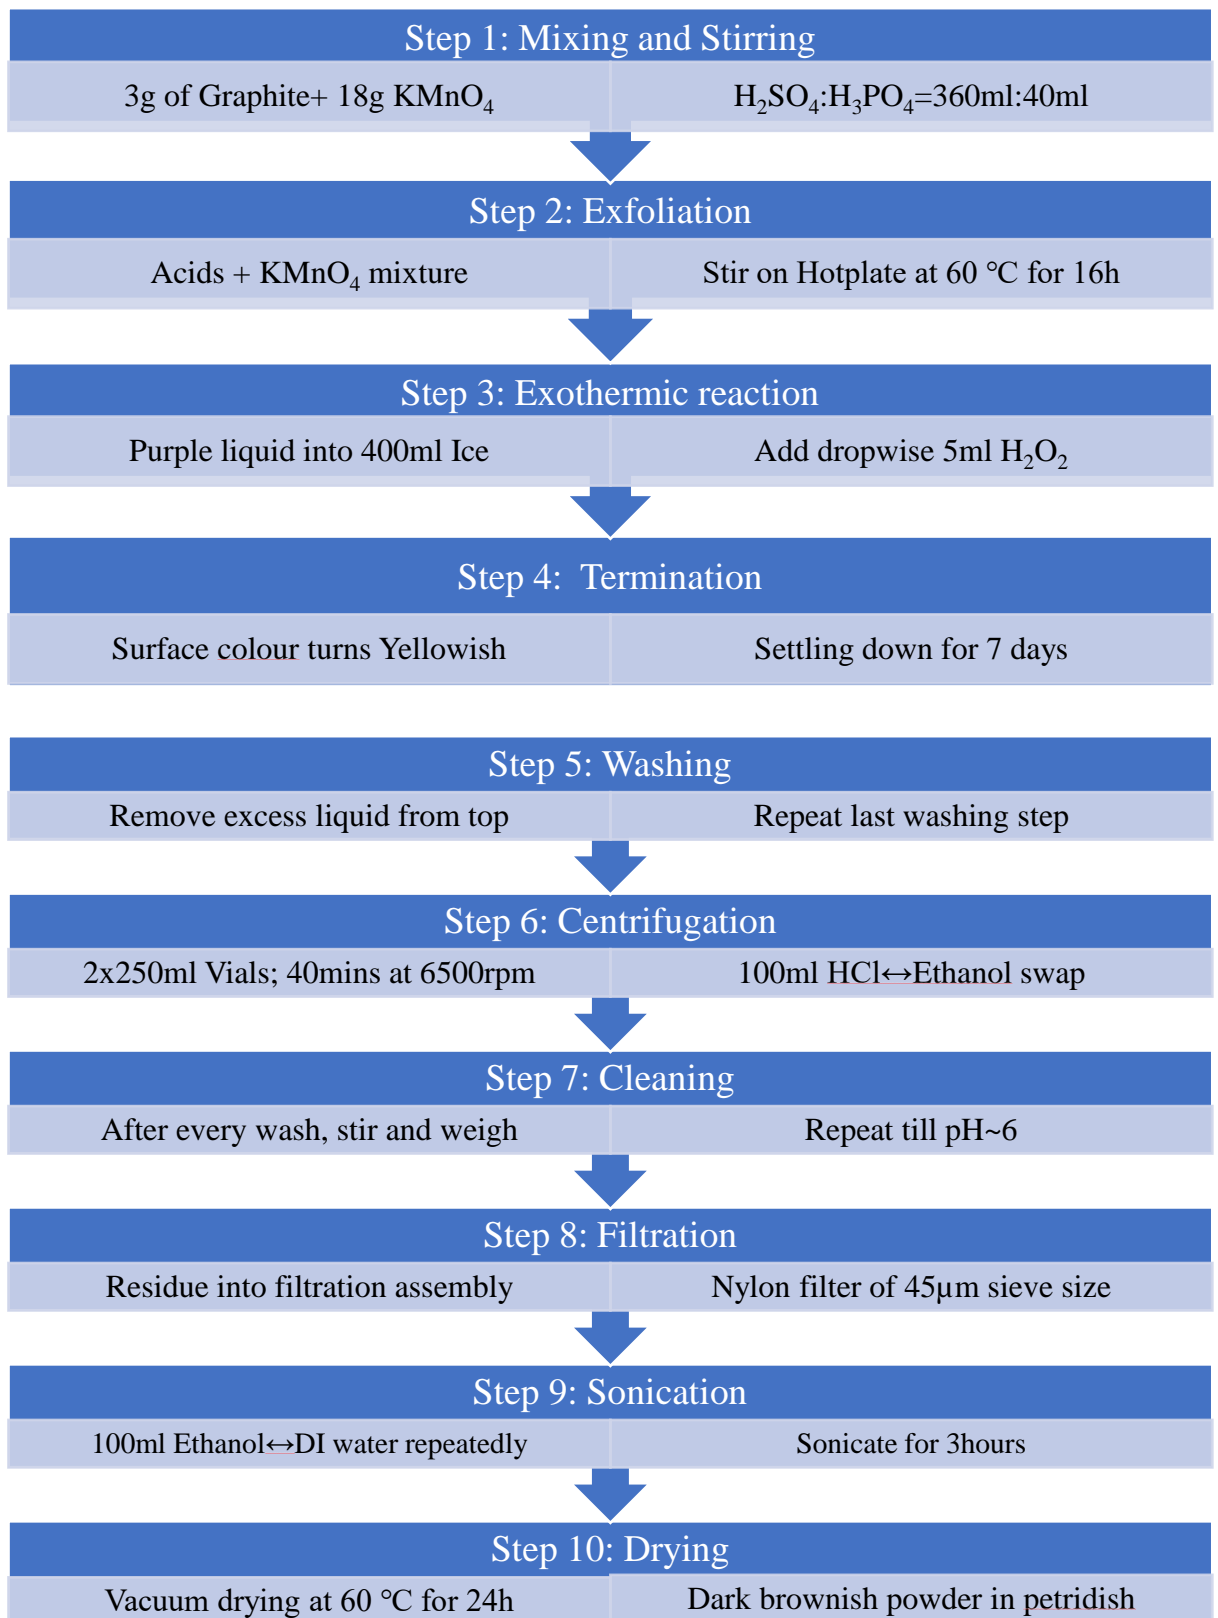 Step 1: Mixing and Stirring
3g of Graphite+ 18g KMnO₄
H₂SO₄:H₃PO₄=360ml:40ml
Step 2: Exfoliation
Acids + KMnO₄ mixture
Stir on Hotplate at 60 °C for 16h
Step 3: Exothermic reaction
Purple liquid into 400ml Ice
Add dropwise 5ml H₂O₂
Step 4: Termination
Surface colour turns Yellowish
Settling down for 7 days
Step 5: Washing
Remove excess liquid from top
Repeat last washing step
Step 6: Centrifugation
2x250ml Vials; 40mins at 6500rpm
100ml HCl↔Ethanol swap
Step 7: Cleaning
After every wash, stir and weigh
Repeat till pH~6
Step 8: Filtration
Residue into filtration assembly
Nylon filter of 45µm sieve size
Step 9: Sonication
100ml Ethanol↔DI water repeatedly
Sonicate for 3hours
Step 10: Drying
Vacuum drying at 60 °C for 24h
Dark brownish powder in petridish